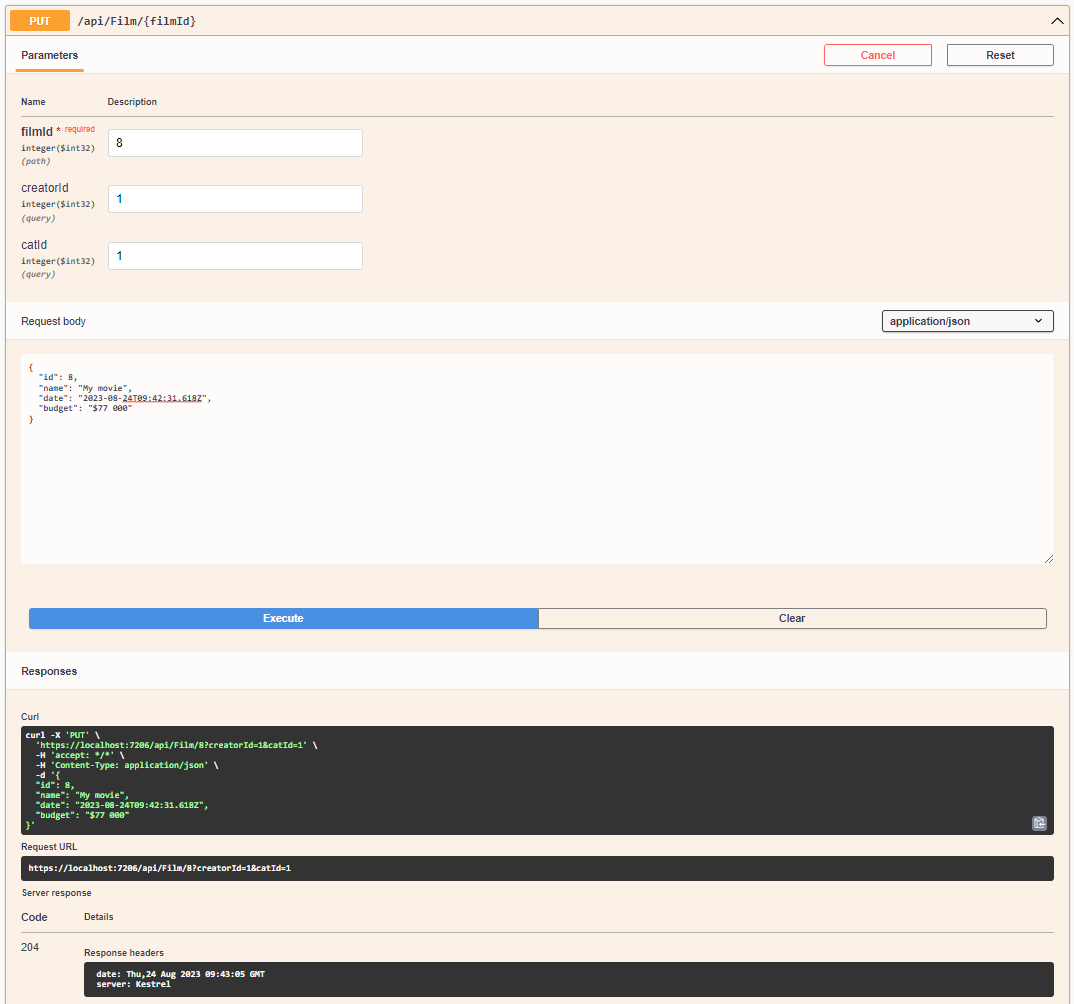 PUT /api/Film/{filmId}
Parameters
Cancel
Reset
Name Description
filmId * required
integer($int32)
(path)
8
creatorId
integer($int32)
(query)
1
catId
integer($int32)
(query)
1
Request body
application/json
{
"id": 8,
"name": "My movie",
"date": "2023-08-24T09:42:31.618Z",
"budget": "$77 000"
}
Execute
Clear
Responses
Curl
curl -X 'PUT' \
'https://localhost:7206/api/Film/8?creatorId=1&catId=1' \
-H 'accept: */*' \
-H 'Content-Type: application/json' \
-d '{
"id": 8,
"name": "My movie",
"date": "2023-08-24T09:42:31.618Z",
"budget": "$77 000"
}'
Request URL
https://localhost:7206/api/Film/8?creatorId=1&catId=1
Server response
Code Details
204
Response headers
date: Thu,24 Aug 2023 09:43:05 GMT
server: Kestrel